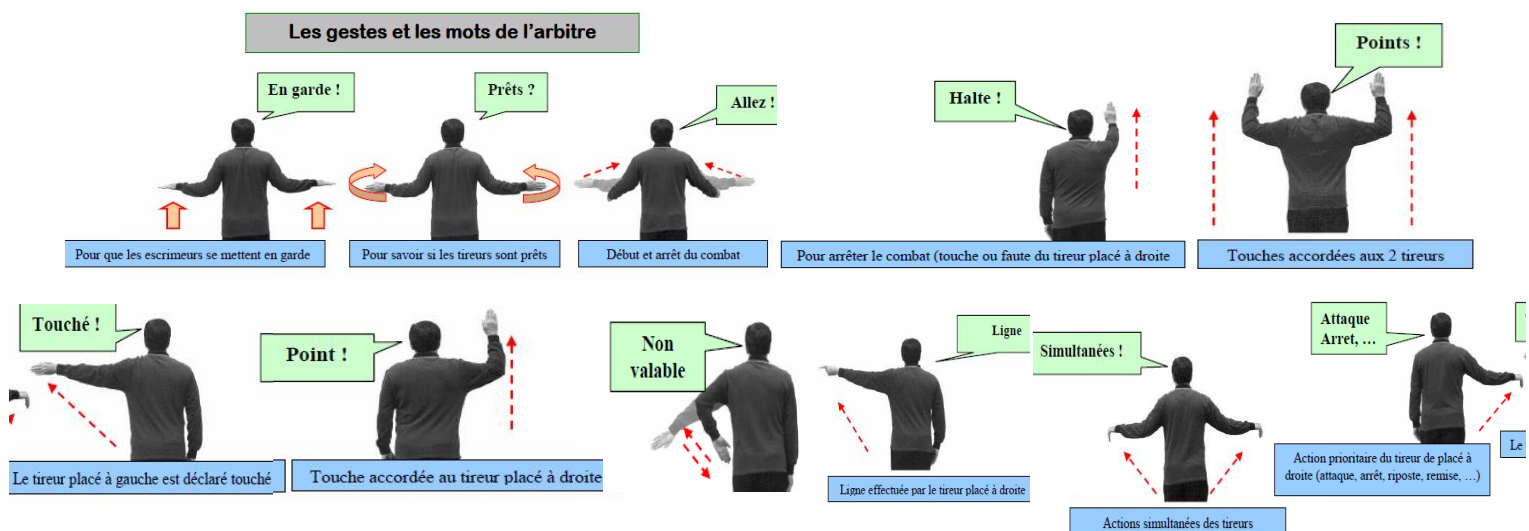 Les gestes et les mots de l'arbitre
En garde !
Prêts ?
Allez !
Halte !
Points !
Pour que les escrimeurs se mettent en garde
Pour savoir si les tireurs sont prêts
Début et arrêt du combat
Pour arrêter le combat (touche ou faute du tireur placé à droite
Touches accordées aux 2 tireurs
Touché !
Point !
Non
valable
Ligne
Simultanées !
Attaque
Arret, ...
Le tireur placé à gauche est déclaré touché
Touche accordée au tireur placé à droite
Ligne effectuée par le tireur placé à droite
Actions simultanées des tireurs
Action prioritaire du tireur de placé à
droite (attaque, arrêt, riposte, remise, ...)
Le